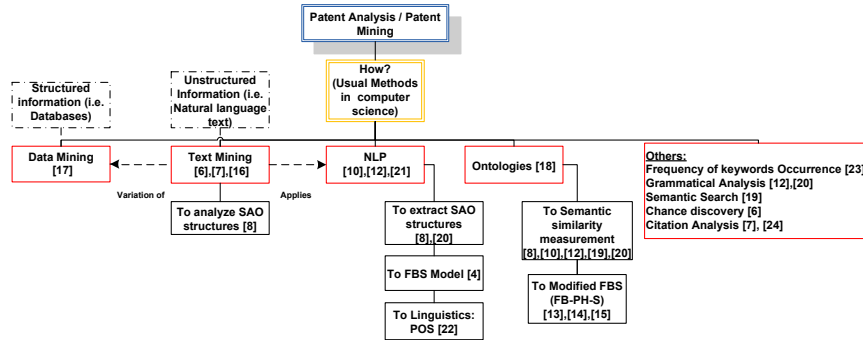 Patent Analysis / Patent
Mining
How?
(Usual Methods
in computer
science)
Structured
information (i.e.
Databases)
Unstructured
Information (i.e.
Natural language
text)
Data Mining
[17]
Text Mining
[6],[7],[16]
NLP
[10],[12],[21]
Ontologies [18]
Others:
Frequency of keywords Occurrence [23]
Grammatical Analysis [12],[20]
Semantic Search [19]
Chance discovery [6]
Citation Analysis [7], [24]
Variation of
Applies
To analyze SAO
structures [8]
To extract SAO
structures
[8],[20]
To FBS Model [4]
To Linguistics:
POS [22]
To Semantic
similarity
measurement
[8],[10],[12],[19],[20]
To Modified FBS
(FB-PH-S)
[13],[14],[15]